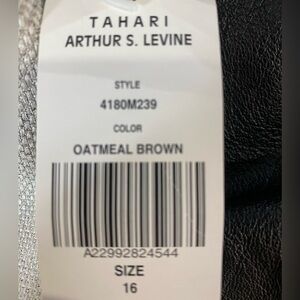 TAHARI
ARTHUR S. LEVINE
STYLE
4180M239
COLOR
OATMEAL BROWN
A22992824544
SIZE
16